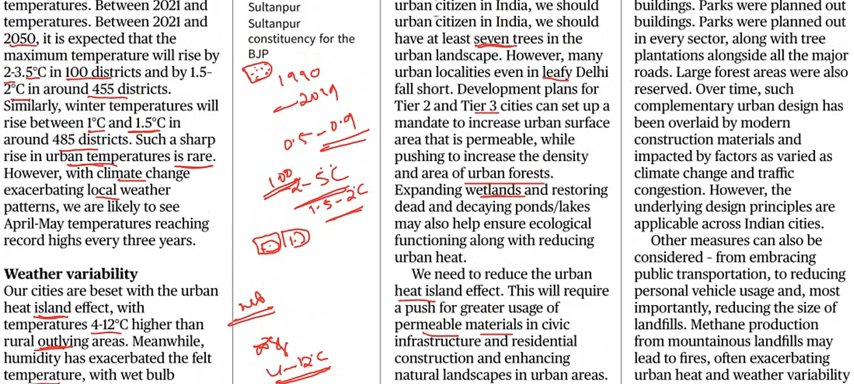 temperatures. Between 2021 and
temperatures. Between 2021 and
2050, it is expected that the
maximum temperature will rise by
2-3.5°C in 100 districts and by 1.5-
2°C in around 455 districts.
Similarly, winter temperatures will
rise between 1°C and 1.5°C in
around 485 districts. Such a sharp
rise in urban temperatures is rare.
However, with climate change
exacerbating local weather
patterns, we are likely to see
April-May temperatures reaching
record highs every three years.
Weather variability
Our cities are beset with the urban
heat island effect, with
temperatures 4-12°C higher than
rural outlying areas. Meanwhile,
humidity has exacerbated the felt
temperature, with wet bulb
Sultanpur
Sultanpur
constituency for the
BJP
1990
2019
0.5-0.9
100
2-5°C
1.5-2°C
4-12°C
urban citizen in India, we should
urban citizen in India, we should
have at least seven trees in the
urban landscape. However, many
urban localities even in leafy Delhi
fall short. Development plans for
Tier 2 and Tier 3 cities can set up a
mandate to increase urban surface
area that is permeable, while
pushing to increase the density
and area of urban forests.
Expanding wetlands and restoring
dead and decaying ponds/lakes
may also help ensure ecological
functioning along with reducing
urban heat.
We need to reduce the urban
heat island effect. This will require
a push for greater usage of
permeable materials in civic
infrastructure and residential
construction and enhancing
natural landscapes in urban areas.
buildings. Parks were planned out
buildings. Parks were planned out
in every sector, along with tree
plantations alongside all the major
roads. Large forest areas were also
reserved. Over time, such
complementary urban design has
been overlaid by modern
construction materials and
impacted by factors as varied as
climate change and traffic
congestion. However, the
underlying design principles are
applicable across Indian cities.
Other measures can also be
considered - from embracing
public transportation, to reducing
personal vehicle usage and, most
importantly, reducing the size of
landfills. Methane production
from mountainous landfills may
lead to fires, often exacerbating
urban heat and weather variability